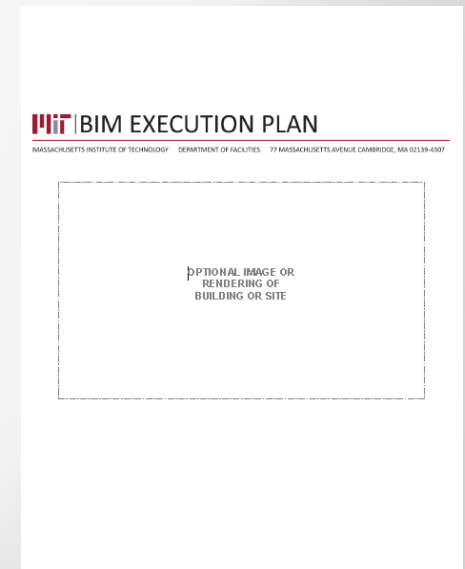 MIT BIM EXECUTION PLAN
MASSACHUSETTS INSTITUTE OF TECHNOLOGY DEPARTMENT OF FACILITIES 77 MASSACHUSETTS AVENUE CAMBRIDGE, MA 02139-4307
OPTIONAL IMAGE OR
RENDERING OF
BUILDING OR SITE